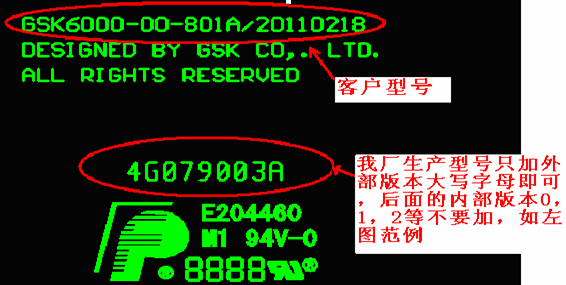 GSK6000-00-801A/20110218
DESIGNED BY GSK CO,. LTD.
ALL RIGHTS RESERVED
客户型号
4G079003A
我厂生产型号只加外
部版本大写字母即可
，后面的内部版本0，
1，2等不要加，如左
图范例
E204460
M1 94V-0
8888